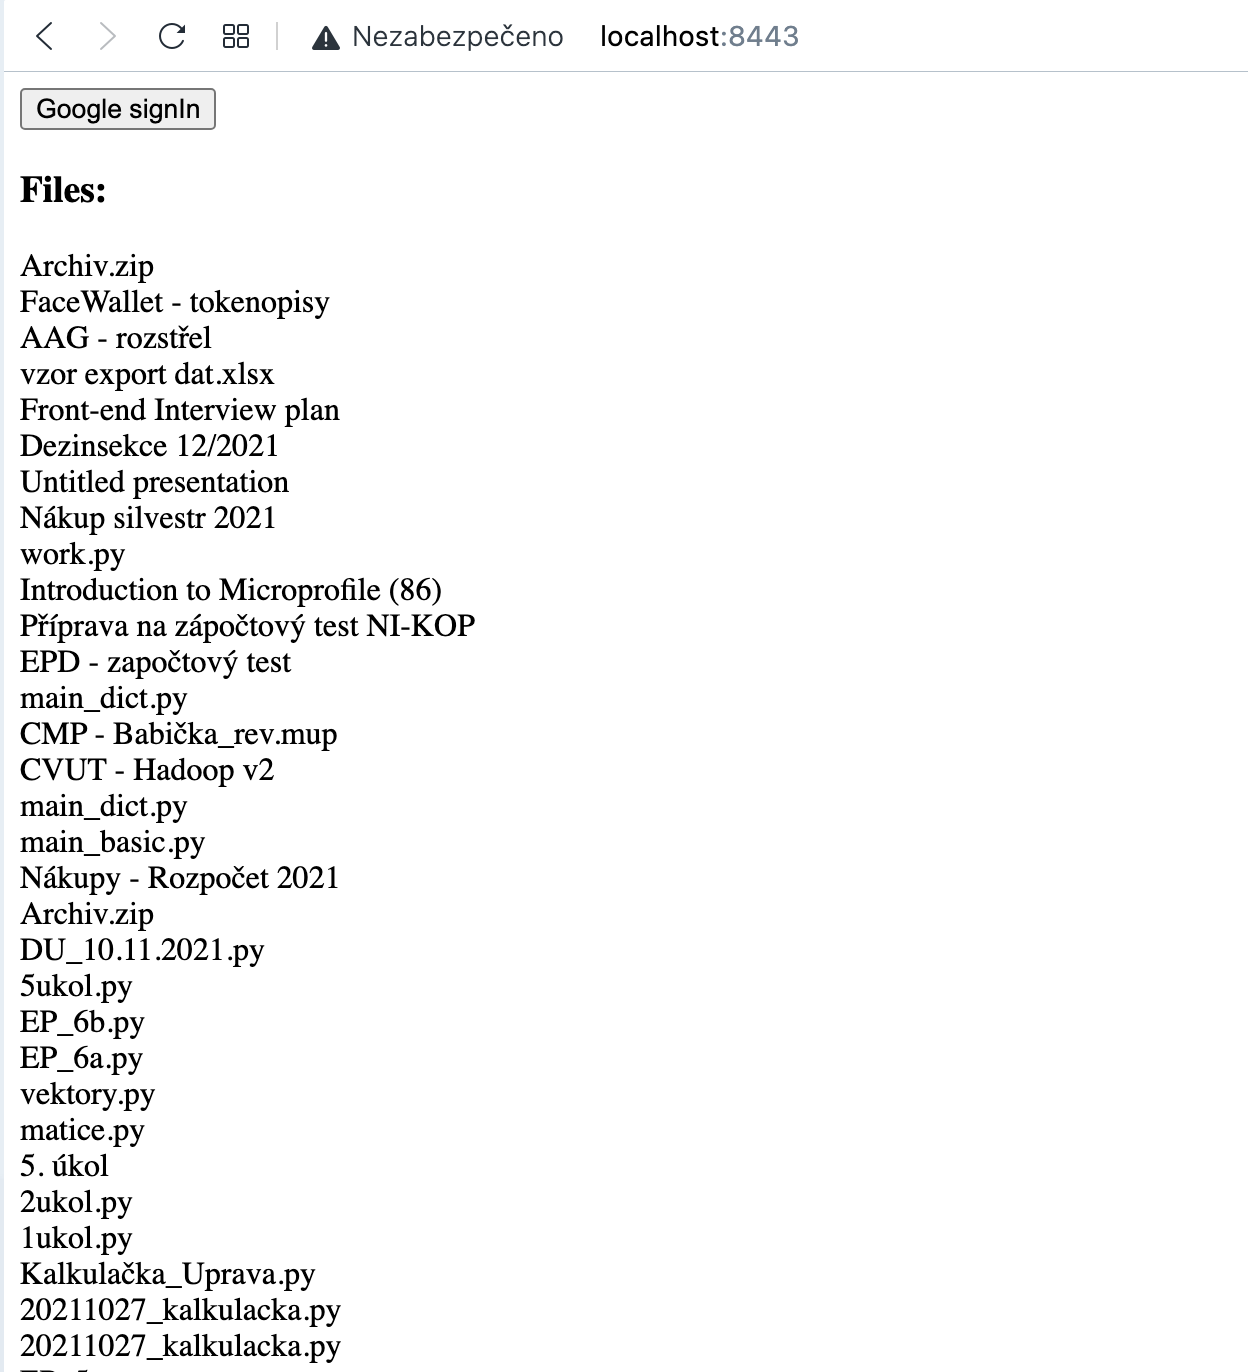 Nezabezpečeno localhost:8443
Google signIn
Files:
Archiv.zip
FaceWallet - tokenopisy
AAG - rozstřel
vzor export dat.xlsx
Front-end Interview plan
Dezinsekce 12/2021
Untitled presentation
Nákup silvestr 2021
work.py
Introduction to Microprofile (86)
Příprava na zápočtový test NI-KOP
EPD - započtový test
main_dict.py
CMP - Babička_rev.mup
CVUT - Hadoop v2
main_dict.py
main_basic.py
Nákupy - Rozpočet 2021
Archiv.zip
DU_10.11.2021.py
5ukol.py
EP_6b.py
EP_6a.py
vektory.py
matice.py
5. úkol
2ukol.py
1ukol.py
Kalkulačka_Uprava.py
20211027_kalkulacka.py
20211027_kalkulacka.py